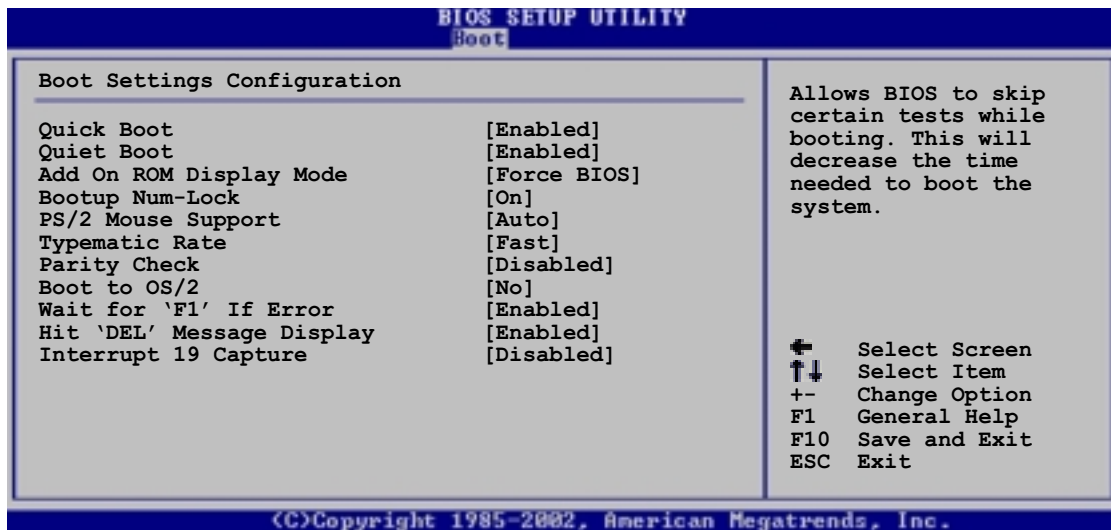 BIOS SETUP UTILITY
Boot
Boot Settings Configuration
Quick Boot [Enabled]
Quiet Boot [Enabled]
Add On ROM Display Mode [Force BIOS]
Bootup Num-Lock [On]
PS/2 Mouse Support [Auto]
Typematic Rate [Fast]
Parity Check [Disabled]
Boot to OS/2 [No]
Wait for ‘F1’ If Error [Enabled]
Hit ‘DEL’ Message Display [Enabled]
Interrupt 19 Capture [Disabled]
Allows BIOS to skip
certain tests while
booting. This will
decrease the time
needed to boot the
system.
← Select Screen
↑↓ Select Item
+- Change Option
F1 General Help
F10 Save and Exit
ESC Exit
(C)Copyright 1985-2002, American Megatrends, Inc.